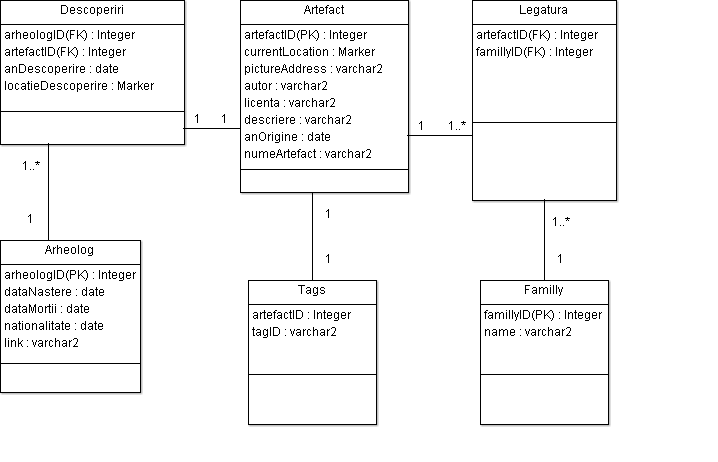 Descoperiri
arheologID(FK) : Integer
artefactID(FK) : Integer
anDescoperire : date
locatieDescoperire : Marker
1
1
Artefact
artefactID(PK) : Integer
currentLocation : Marker
pictureAddress : varchar2
autor : varchar2
licenta : varchar2
descriere : varchar2
anOrigine : date
numeArtefact : varchar2
1
1..*
Legatura
artefactID(FK) : Integer
famillyID(FK) : Integer
1..*
1
Arheolog
arheologID(PK) : Integer
dataNastere : date
dataMortii : date
nationalitate : date
link : varchar2
1
1
Tags
artefactID : Integer
tagID : varchar2
1..*
1
Familly
famillyID(PK) : Integer
name : varchar2